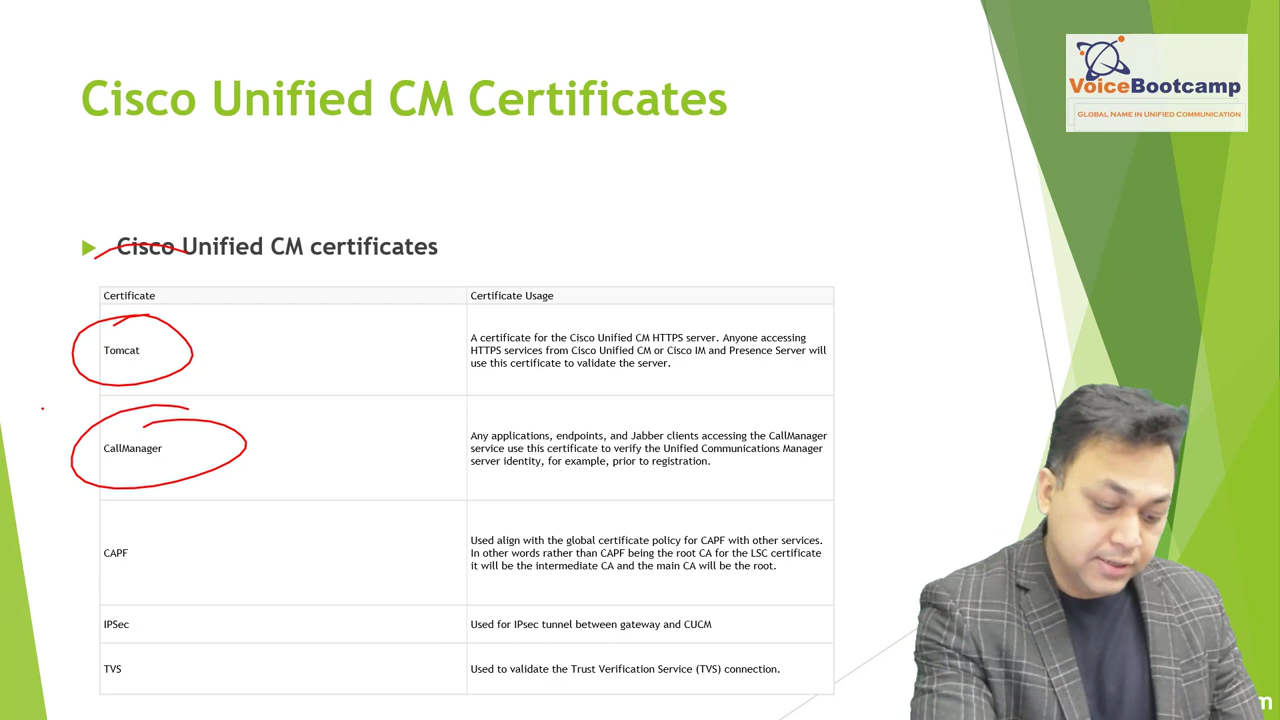 Cisco Unified CM Certificates
VoiceBootcamp
GLOBAL NAME IN UNIFIED COMMUNICATION
Cisco Unified CM certificates
Certificate
Certificate Usage
Tomcat
A certificate for the Cisco Unified CM HTTPS server. Anyone accessing
HTTPS services from Cisco Unified CM or Cisco IM and Presence Server will
use this certificate to validate the server.
CallManager
Any applications, endpoints, and Jabber clients accessing the CallManager
service use this certificate to verify the Unified Communications Manager
server identity, for example, prior to registration.
CAPF
Used align with the global certificate policy for CAPF with other services.
In other words rather than CAPF being the root CA for the LSC certificate
it will be the intermediate CA and the main CA will be the root.
IPSec
Used for IPsec tunnel between gateway and CUCM
TVS
Used to validate the Trust Verification Service (TVS) connection.